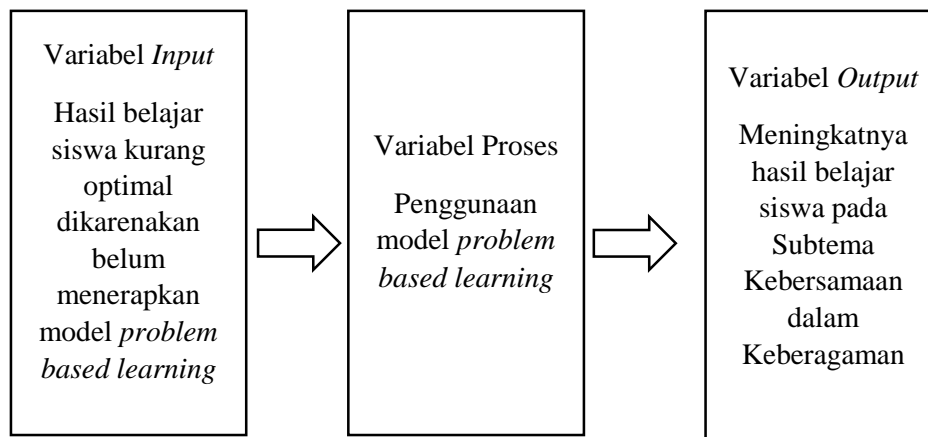 Variabel Input
Hasil belajar
siswa kurang
optimal
dikarenakan
belum
menerapkan
model problem
based learning
Variabel Proses
Penggunaan
model problem
based learning
Variabel Output
Meningkatnya
hasil belajar
siswa pada
Subtema
Kebersamaan
dalam
Keberagaman